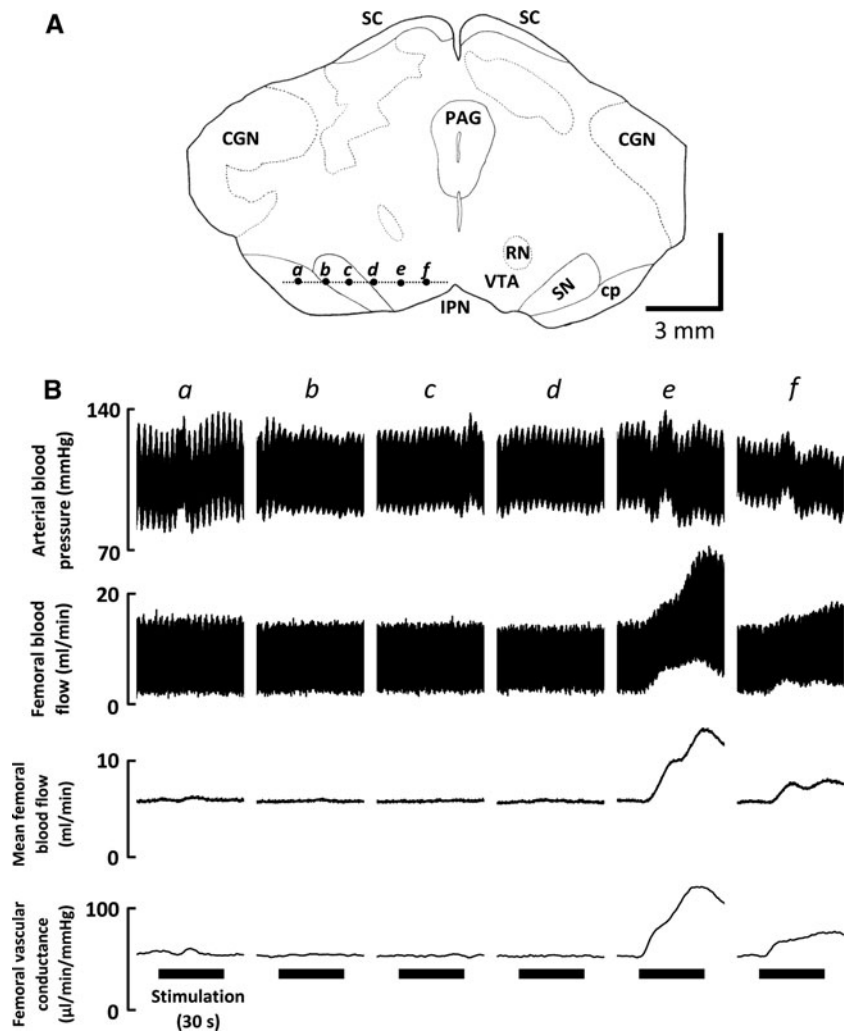 A
SC SC
CGN PAG CGN
RN
a b c d e f
VTA SN cp
IPN
3 mm
B a b c d e f
140
Arterial blood
pressure (mmHg)
70
20
Femoral blood
flow (ml/min)
0
10
Mean femoral
blood flow
(ml/min)
0
100
Femoral vascular
conductance
(µl/min/mmHg)
0
Stimulation
(30 s)